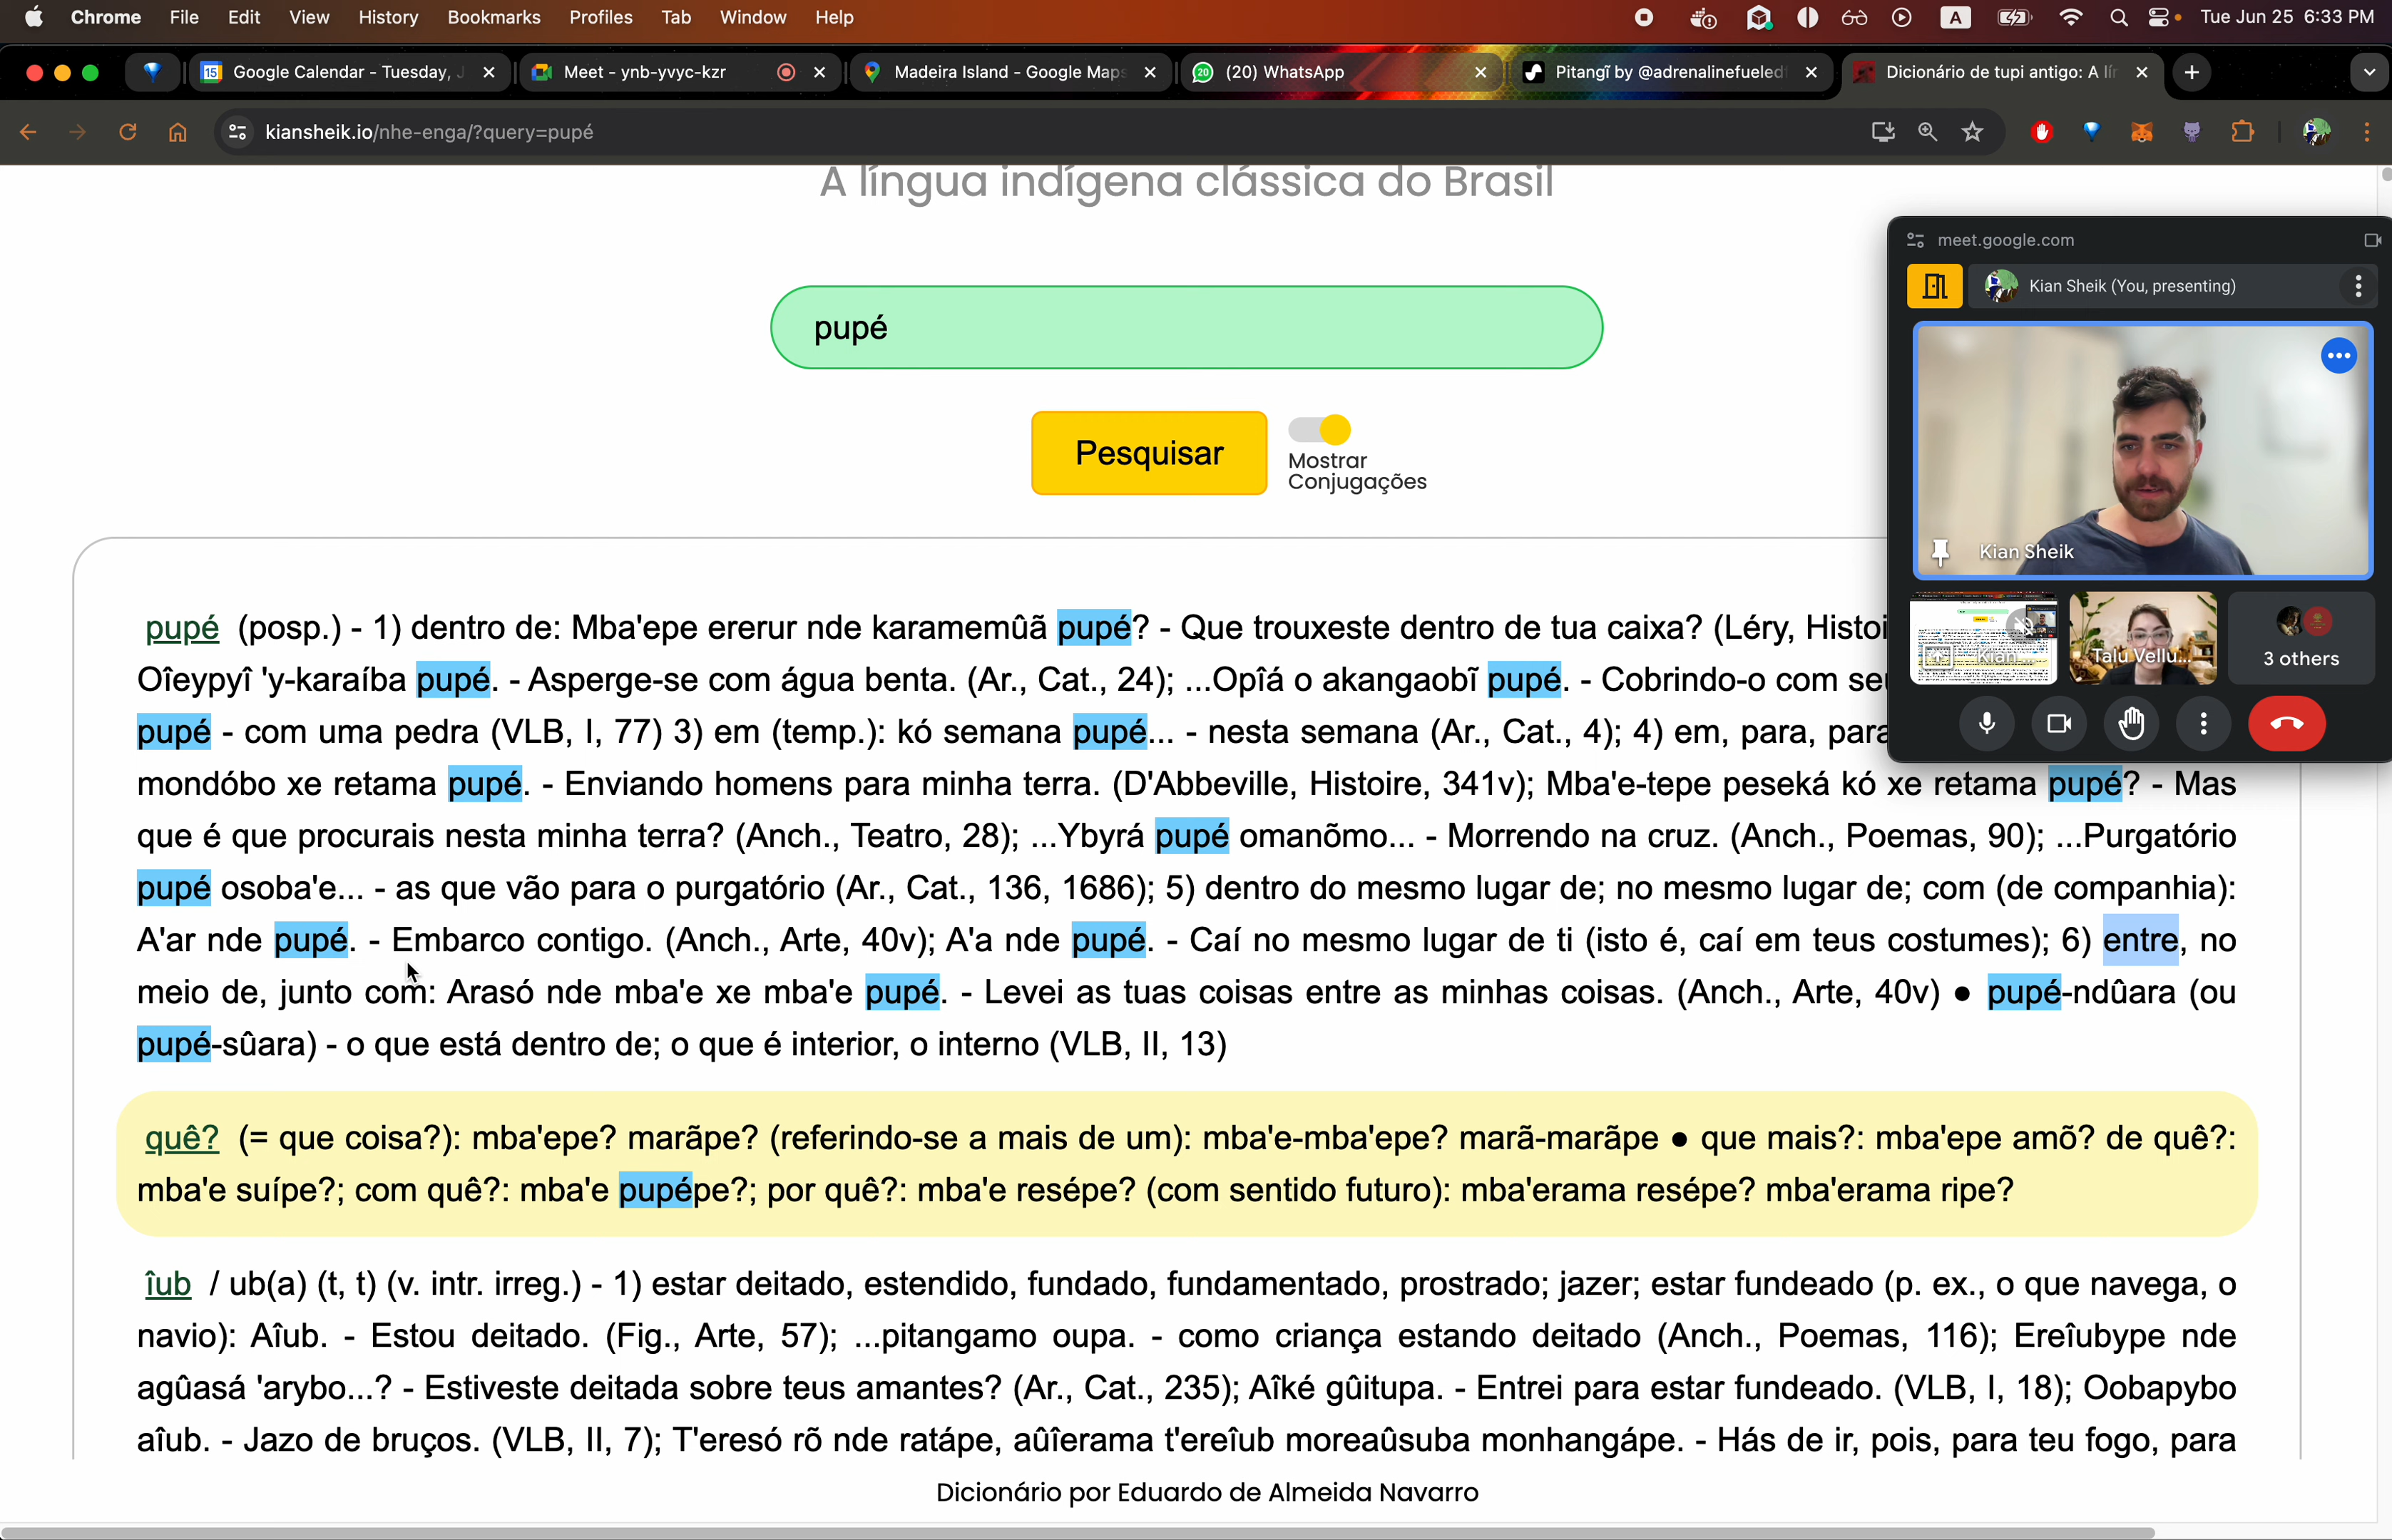 Chrome File Edit View History Bookmarks Profiles Tab Window Help A Tue Jun 25 6:33 PM
15 Google Calendar - Tuesday, J
Meet - ynb-yvyc-kzr
Madeira Island - Google Maps
20 (20) WhatsApp
Pitangĩ by @adrenalinefueled
Dicionário de tupi antigo: A lín
kiansheik.io/nhe-enga/?query=pupé
A língua indígena clássica do Brasil
meet.google.com
Kian Sheik (You, presenting)
pupé
Pesquisar
Mostrar
Conjugações
Kian Sheik
Kian ...
Talu Vellu...
3 others
pupé (posp.) - 1) dentro de: Mba'epe ererur nde karamemûã pupé? - Que trouxeste dentro de tua caixa? (Léry, Histoi
Oîeypyî 'y-karaíba pupé. - Asperge-se com água benta. (Ar., Cat., 24); ...Opîá o akangaobĩ pupé. - Cobrindo-o com seu
pupé - com uma pedra (VLB, I, 77) 3) em (temp.): kó semana pupé... - nesta semana (Ar., Cat., 4); 4) em, para, para
mondóbo xe retama pupé. - Enviando homens para minha terra. (D'Abbeville, Histoire, 341v); Mba'e-tepe peseká kó xe retama pupé? - Mas
que é que procurais nesta minha terra? (Anch., Teatro, 28); ...Ybyrá pupé omanõmo... - Morrendo na cruz. (Anch., Poemas, 90); ...Purgatório
pupé osoba'e... - as que vão para o purgatório (Ar., Cat., 136, 1686); 5) dentro do mesmo lugar de; no mesmo lugar de; com (de companhia):
A'ar nde pupé. - Embarco contigo. (Anch., Arte, 40v); A'a nde pupé. - Caí no mesmo lugar de ti (isto é, caí em teus costumes); 6) entre, no
meio de, junto com: Arasó nde mba'e xe mba'e pupé. - Levei as tuas coisas entre as minhas coisas. (Anch., Arte, 40v) ● pupé-ndûara (ou
pupé-sûara) - o que está dentro de; o que é interior, o interno (VLB, II, 13)
quê? (= que coisa?): mba'epe? marãpe? (referindo-se a mais de um): mba'e-mba'epe? marã-marãpe ● que mais?: mba'epe amõ? de quê?:
mba'e suípe?; com quê?: mba'e pupépe?; por quê?: mba'e resépe? (com sentido futuro): mba'erama resépe? mba'erama ripe?
îub / ub(a) (t, t) (v. intr. irreg.) - 1) estar deitado, estendido, fundado, fundamentado, prostrado; jazer; estar fundeado (p. ex., o que navega, o
navio): Aîub. - Estou deitado. (Fig., Arte, 57); ...pitangamo oupa. - como criança estando deitado (Anch., Poemas, 116); Ereîubype nde
agûasá 'arybo...? - Estiveste deitada sobre teus amantes? (Ar., Cat., 235); Aîké gûitupa. - Entrei para estar fundeado. (VLB, I, 18); Oobapybo
aîub. - Jazo de bruços. (VLB, II, 7); T'eresó rõ nde ratápe, aûîerama t'ereîub moreaûsuba monhangápe. - Hás de ir, pois, para teu fogo, para
Dicionário por Eduardo de Almeida Navarro